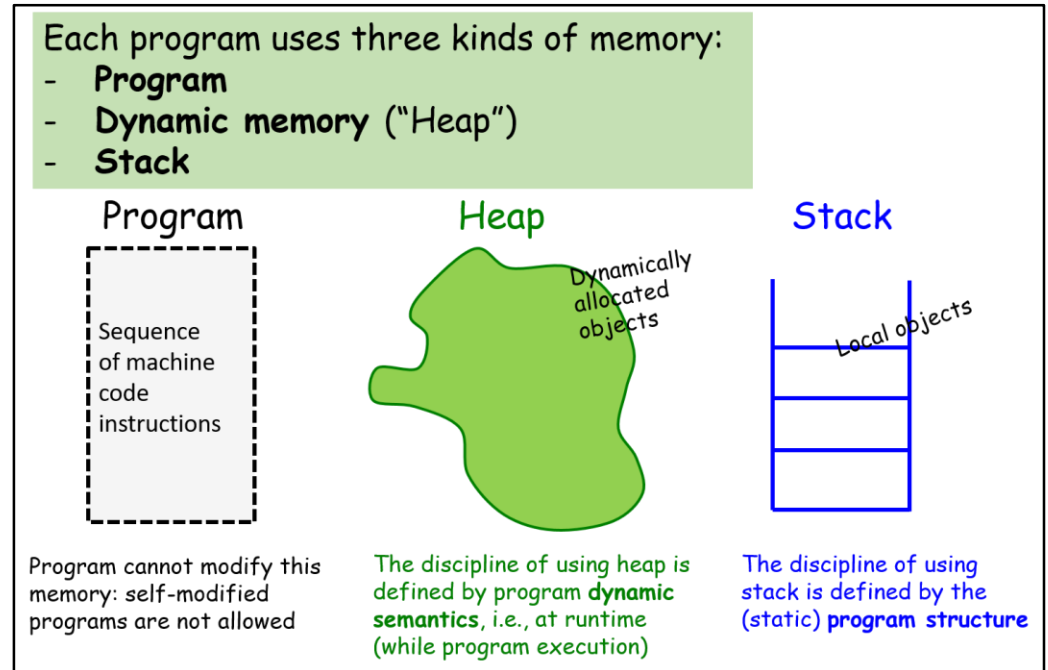 Each program uses three kinds of memory:
- Program
- Dynamic memory (“Heap”)
- Stack
Program
Sequence
of machine
code
instructions
Program cannot modify this
memory: self-modified
programs are not allowed
Heap
Dynamically
allocated
objects
The discipline of using heap is
defined by program dynamic
semantics, i.e., at runtime
(while program execution)
Stack
Local objects
The discipline of using
stack is defined by the
(static) program structure